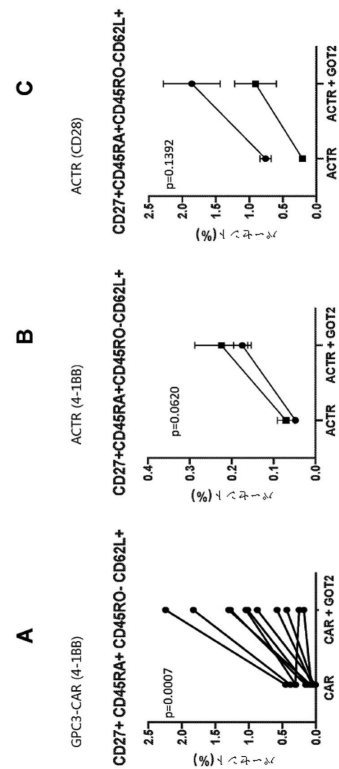 A
GPC3-CAR (4-1BB)
CD27+ CD45RA+ CD45RO- CD62L+
p=0.0007
パーセント (%)
2.5
2.0
1.5
1.0
0.5
0.0
CAR
CAR + GOT2
B
ACTR (4-1BB)
CD27+CD45RA+CD45RO-CD62L+
p=0.0620
パーセント (%)
0.4
0.3
0.2
0.1
0.0
ACTR
ACTR + GOT2
C
ACTR (CD28)
CD27+CD45RA+CD45RO-CD62L+
p=0.1392
パーセント (%)
2.5
2.0
1.5
1.0
0.5
0.0
ACTR
ACTR + GOT2